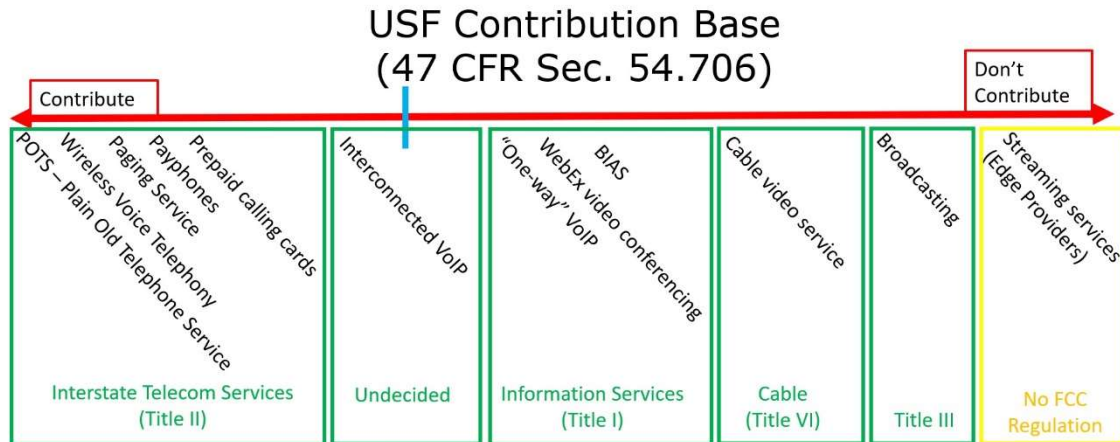 USF Contribution Base
(47 CFR Sec. 54.706)
Contribute
Don’t
Contribute
POTS – Plain Old Telephone Service
Wireless Voice Telephony
Paging Service
Payphones
Prepaid calling cards
Interstate Telecom Services
(Title II)
Interconnected VoIP
Undecided
“One-way” VoIP
WebEx video conferencing
BIAS
Information Services
(Title I)
Cable video service
Cable
(Title VI)
Broadcasting
Title III
Streaming services
(Edge Providers)
No FCC
Regulation